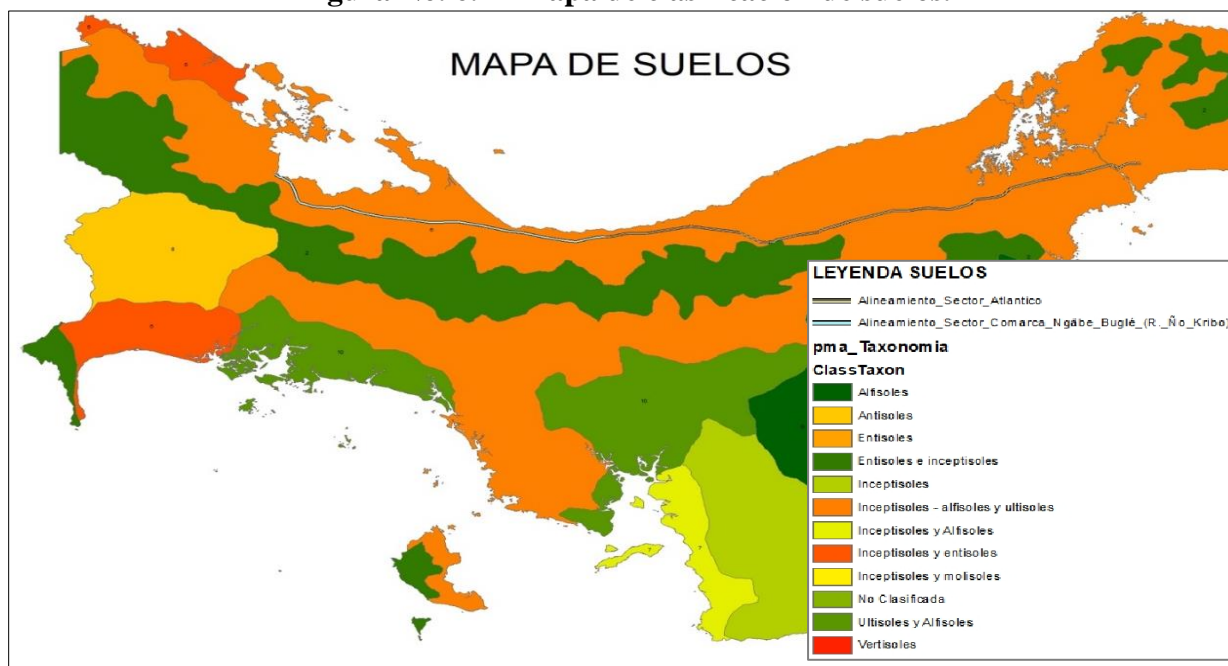 MAPA DE SUELOS
LEYENDA SUELOS
Alineamiento_Sector_Atlantico
Alineamiento_Sector_Comarca_Ngäbe_Buglé_(R._Ño_Kribo)
pma_Taxonomia
ClassTaxon
Alfisoles
Antisoles
Entisoles
Entisoles e inceptisoles
Inceptisoles
Inceptisoles - alfisoles y ultisoles
Inceptisoles y Alfisoles
Inceptisoles y entisoles
Inceptisoles y molisoles
No Clasificada
Ultisoles y Alfisoles
Vertisoles